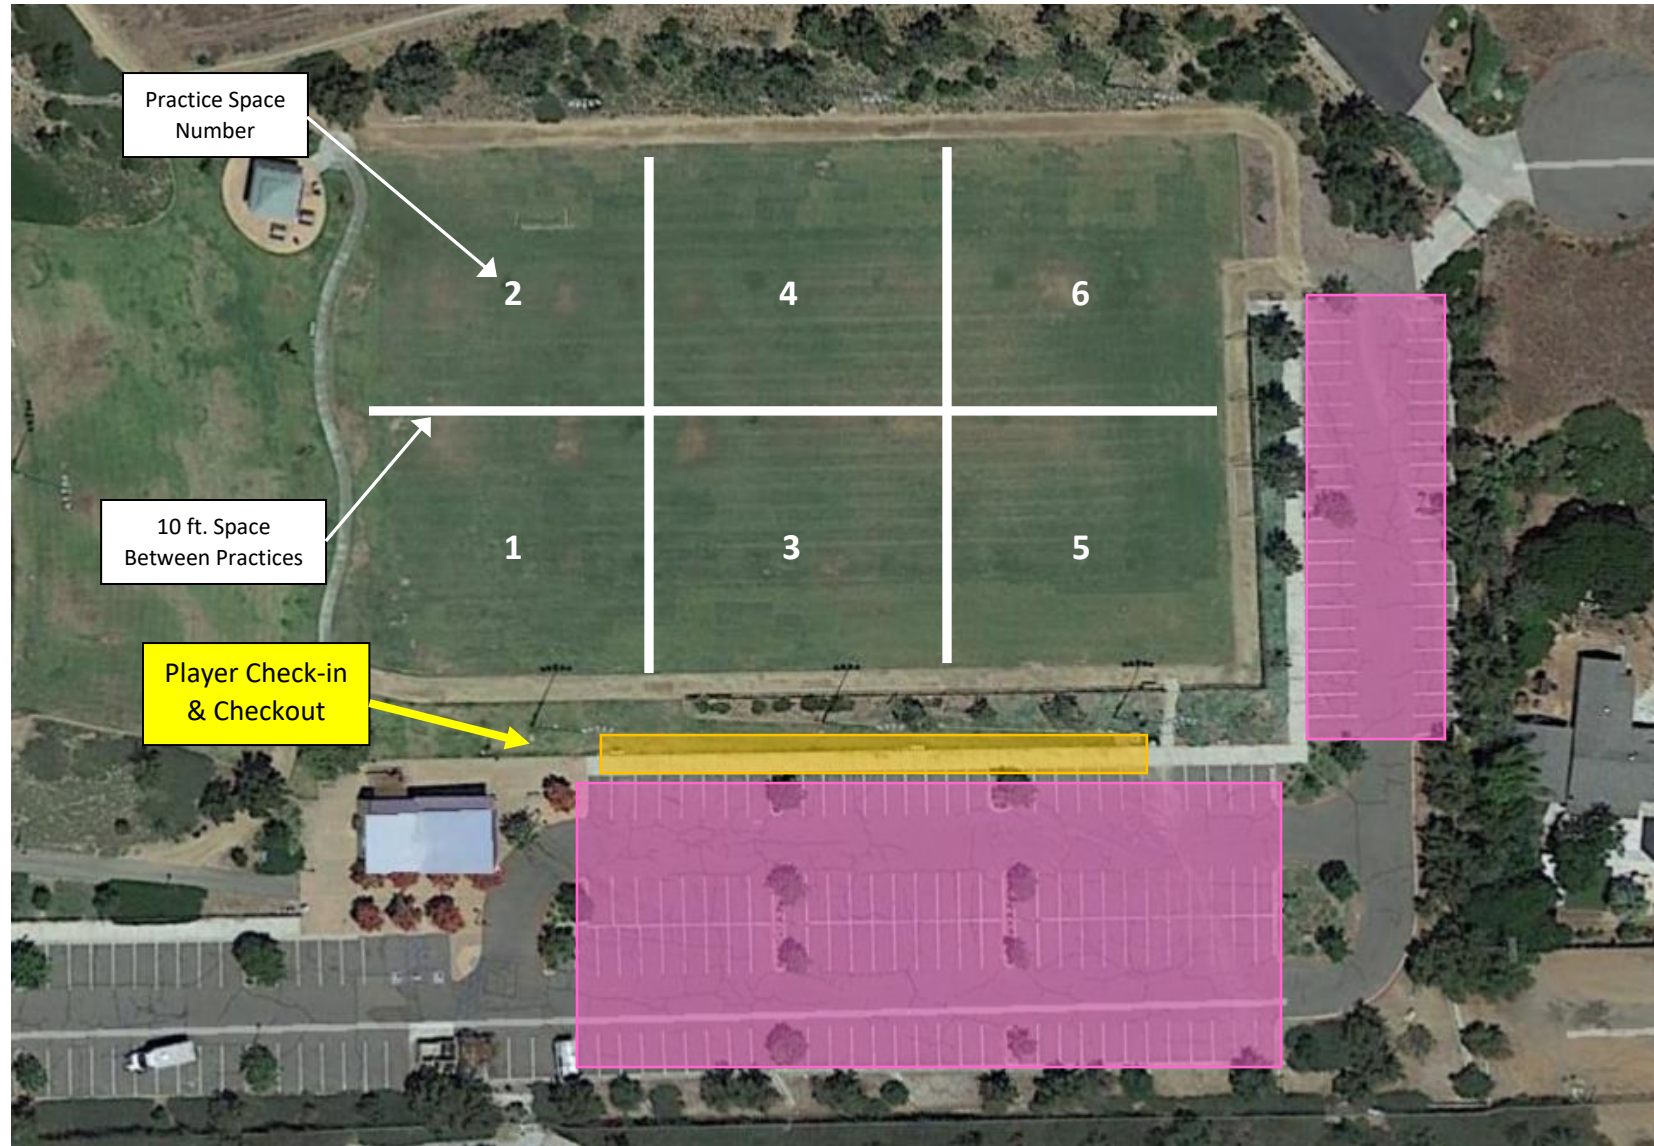 Practice Space
Number
2
4
6
10 ft. Space
Between Practices
1
3
5
Player Check-in
& Checkout